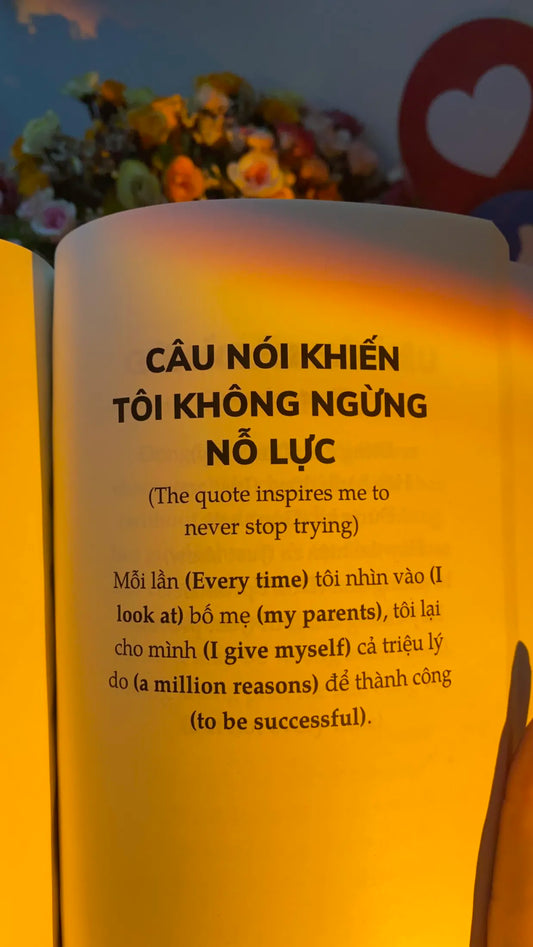 CÂU NÓI KHIẾN
TÔI KHÔNG NGỪNG
NỖ LỰC
(The quote inspires me to
never stop trying)
Mỗi lần (Every time) tôi nhìn vào (I
look at) bố mẹ (my parents), tôi lại
cho mình (I give myself) cả triệu lý
do (a million reasons) để thành công
(to be successful).